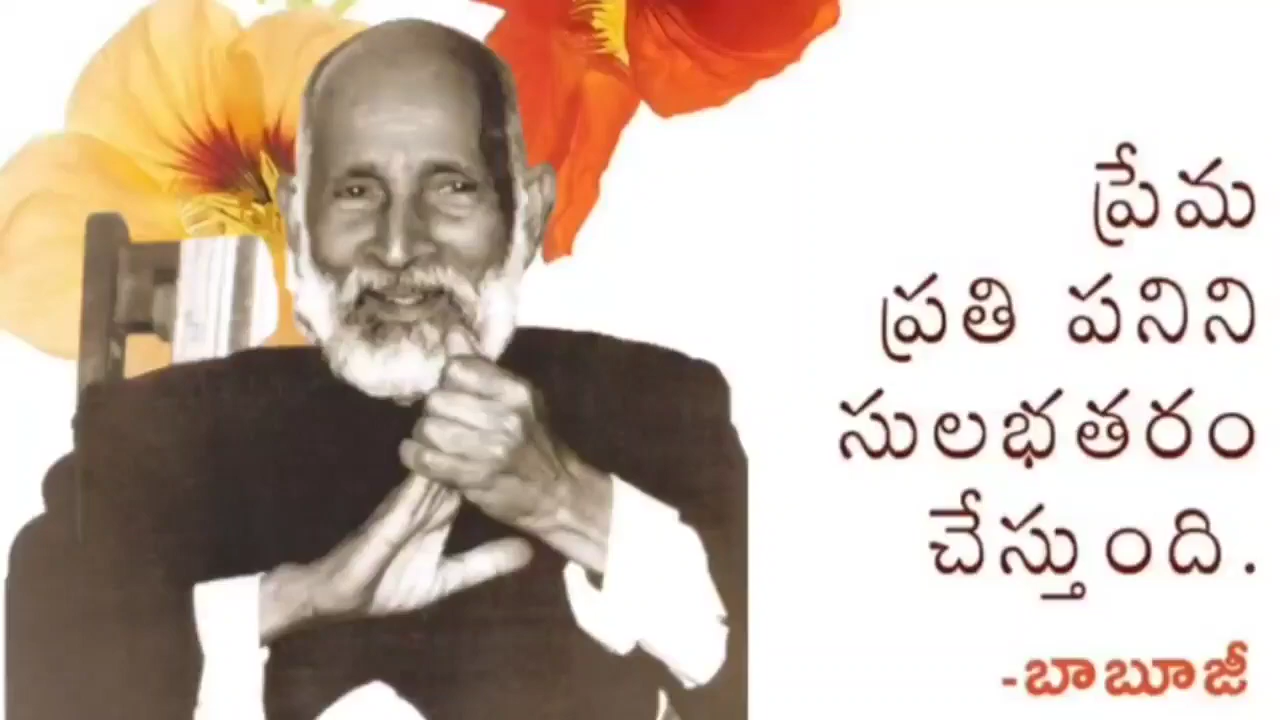 ప్రేమ
ప్రతి పనిని
సులభతరం
చేస్తుంది.
-బాబూజీ